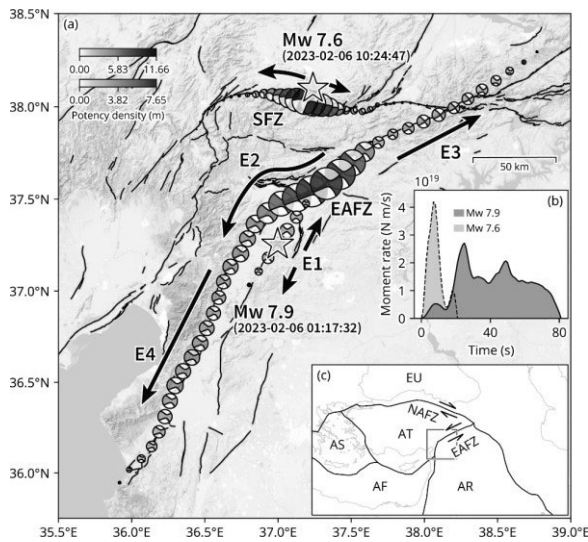 (a)
0.00 5.83 11.66
0.00 3.82 7.65
Potency density (m)
Mw 7.6
(2023-02-06 10:24:47)
SFZ
E2
E3
50 km
EAFZ
E1
Mw 7.9
(2023-02-06 01:17:32)
E4
38.5°N
38.0°N
37.5°N
37.0°N
36.5°N
36.0°N
35.5°E 36.0°E 36.5°E 37.0°E 37.5°E 38.0°E 38.5°E 39.0°E
10¹⁹
(b)
Mw 7.9
Mw 7.6
Moment rate (N m/s)
4
3
2
1
0
0 40 80
Time (s)
(c)
EU
NAFZ
AS
AT
EAFZ
AF
AR